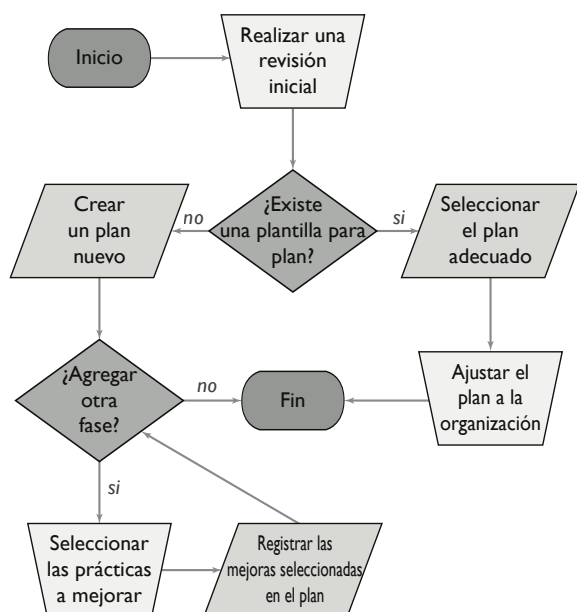 Inicio
Realizar una
revisión
inicial
¿Existe
una plantilla para
plan?
no
si
Crear
un plan
nuevo
Seleccionar
el plan
adecuado
¿Agregar
otra
fase?
no
Fin
Ajustar el
plan a la
organización
si
Seleccionar
las prácticas
a mejorar
Registrar las
mejoras seleccionadas
en el plan